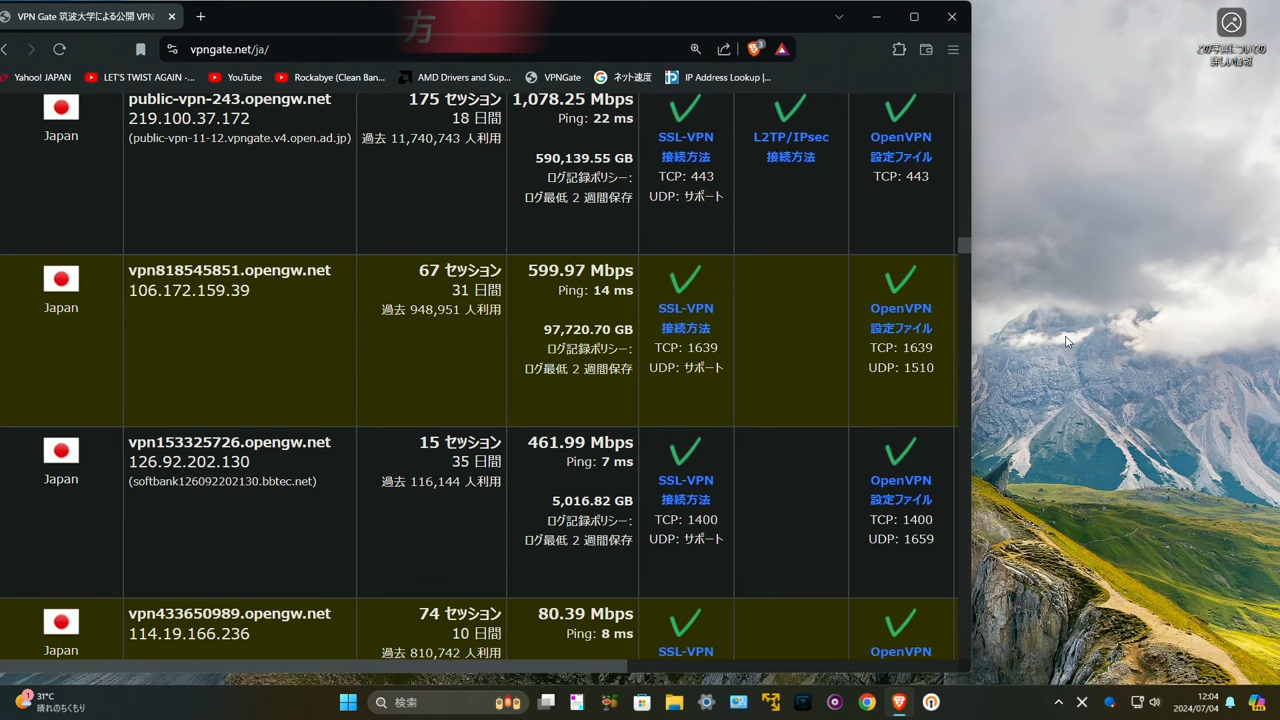 VPN Gate 筑波大学による公開 VPN
方
vpngate.net/ja/
3
Yahoo! JAPAN
LET'S TWIST AGAIN -...
YouTube
Rockabye (Clean Ban...
AMD Drivers and Sup...
VPNGate
ネット速度
IP Address Lookup |...
この写真についての
詳しい情報
Japan
public-vpn-243.opengw.net
219.100.37.172
(public-vpn-11-12.vpngate.v4.open.ad.jp)
175 セッション
18 日間
過去 11,740,743 人利用
1,078.25 Mbps
Ping: 22 ms
590,139.55 GB
ログ記録ポリシー:
ログ最低 2 週間保存
SSL-VPN
接続方法
TCP: 443
UDP: サポート
L2TP/IPsec
接続方法
OpenVPN
設定ファイル
TCP: 443
Japan
vpn818545851.opengw.net
106.172.159.39
67 セッション
31 日間
過去 948,951 人利用
599.97 Mbps
Ping: 14 ms
97,720.70 GB
ログ記録ポリシー:
ログ最低 2 週間保存
SSL-VPN
接続方法
TCP: 1639
UDP: サポート
OpenVPN
設定ファイル
TCP: 1639
UDP: 1510
Japan
vpn153325726.opengw.net
126.92.202.130
(softbank126092202130.bbtec.net)
15 セッション
35 日間
過去 116,144 人利用
461.99 Mbps
Ping: 7 ms
5,016.82 GB
ログ記録ポリシー:
ログ最低 2 週間保存
SSL-VPN
接続方法
TCP: 1400
UDP: サポート
OpenVPN
設定ファイル
TCP: 1400
UDP: 1659
Japan
vpn433650989.opengw.net
114.19.166.236
74 セッション
10 日間
過去 810,742 人利用
80.39 Mbps
Ping: 8 ms
SSL-VPN
OpenVPN
1
31°C
晴れのちくもり
検索
12:04
2024/07/04